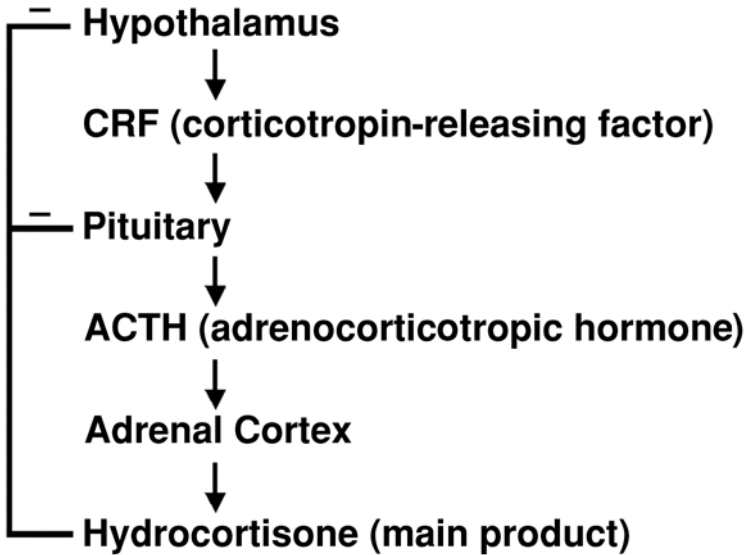 – Hypothalamus
CRF (corticotropin-releasing factor)
– Pituitary
ACTH (adrenocorticotropic hormone)
Adrenal Cortex
Hydrocortisone (main product)